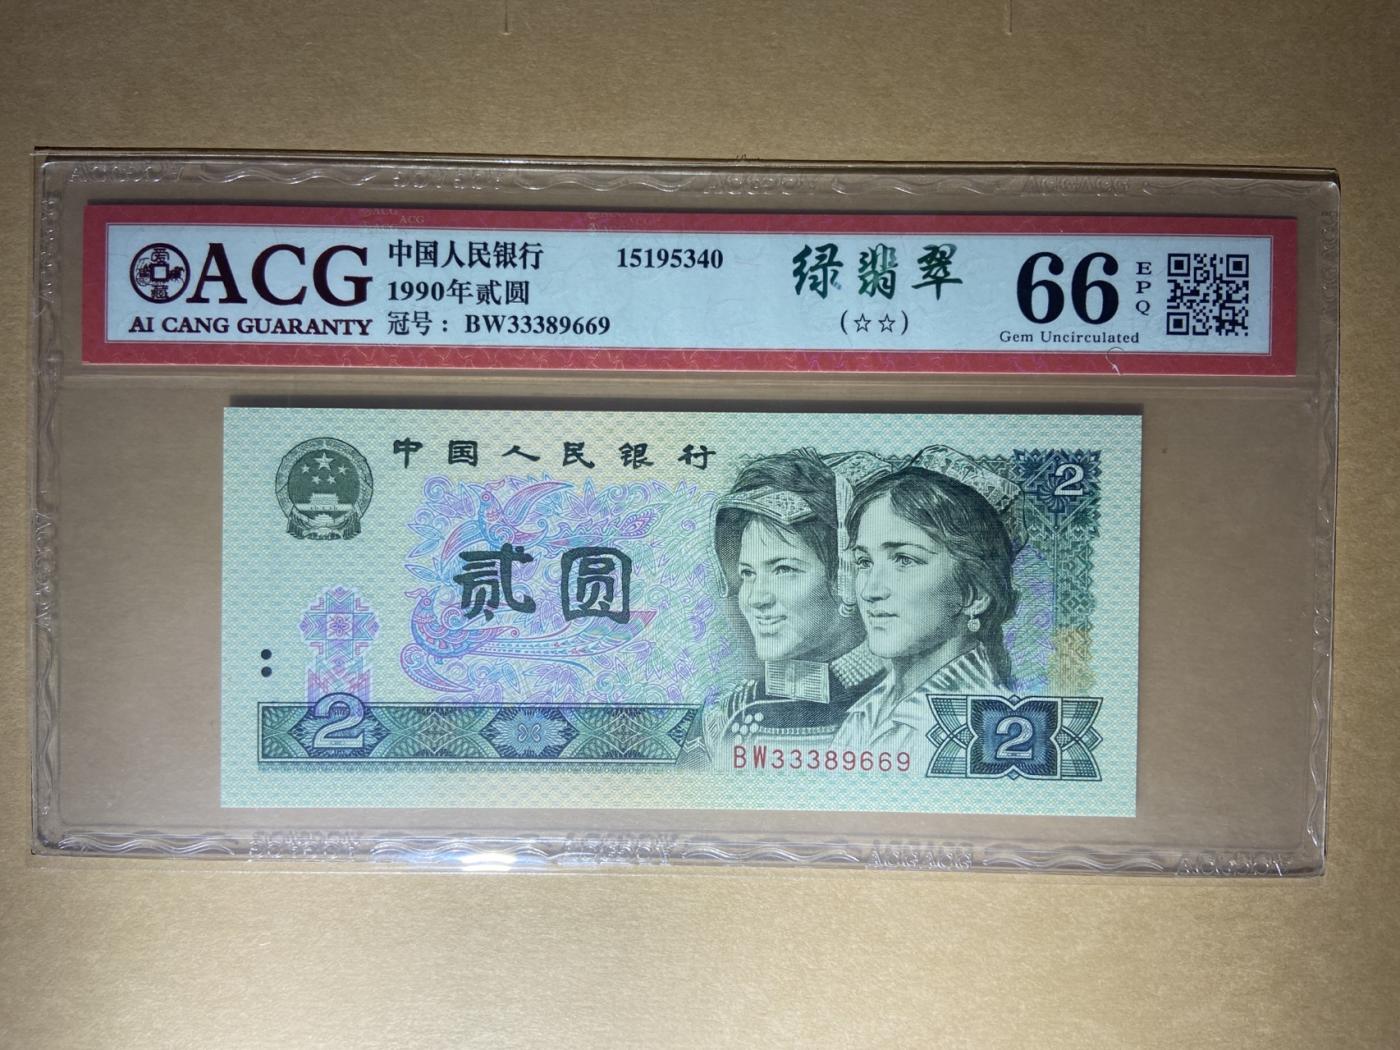 ACG
AI CANG GUARANTY
中国人民银行
1990年贰圆
冠号：BW33389669
15195340
绿翡翠
(☆☆)
66
EPQ
Gem Uncirculated
中国人民银行
2
贰圆
2
BW33389669
2